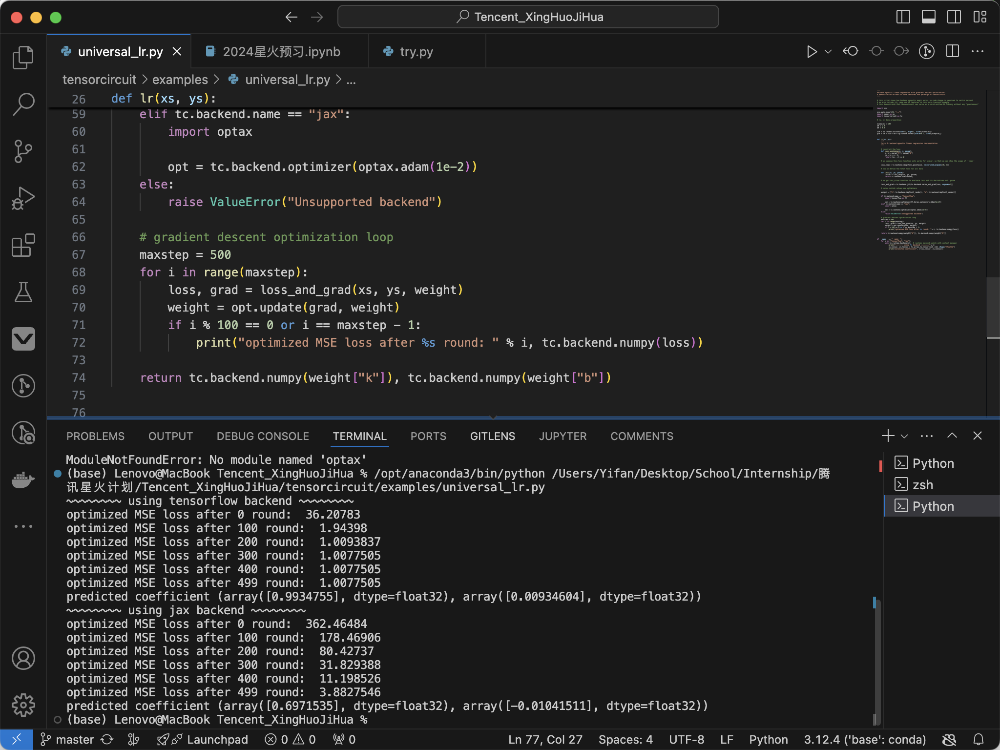 Tencent_XingHuoJiHua
universal_lr.py
2024星火预习.ipynb
try.py
tensorcircuit > examples > universal_lr.py > ...
26 def lr(xs, ys):
59 elif tc.backend.name == "jax":
60 import optax
61
62 opt = tc.backend.optimizer(optax.adam(1e-2))
63 else:
64 raise ValueError("Unsupported backend")
65
66 # gradient descent optimization loop
67 maxstep = 500
68 for i in range(maxstep):
69 loss, grad = loss_and_grad(xs, ys, weight)
70 weight = opt.update(grad, weight)
71 if i % 100 == 0 or i == maxstep - 1:
72 print("optimized MSE loss after %s round: " % i, tc.backend.numpy(loss))
73
74 return tc.backend.numpy(weight["k"]), tc.backend.numpy(weight["b"])
75
76
PROBLEMS OUTPUT DEBUG CONSOLE TERMINAL PORTS GITLENS JUPYTER COMMENTS
ModuleNotFoundError: No module named 'optax'
(base) Lenovo@MacBook Tencent_XingHuoJiHua % /opt/anaconda3/bin/python /Users/Yifan/Desktop/School/Internship/腾
讯星火计划/Tencent_XingHuoJiHua/tensorcircuit/examples/universal_lr.py
~~~~~~~~ using tensorflow backend ~~~~~~~~
optimized MSE loss after 0 round:  36.20783
optimized MSE loss after 100 round:  1.94398
optimized MSE loss after 200 round:  1.0093837
optimized MSE loss after 300 round:  1.0077505
optimized MSE loss after 400 round:  1.0077505
optimized MSE loss after 499 round:  1.0077505
predicted coefficient (array([0.9934755], dtype=float32), array([0.00934604], dtype=float32))
~~~~~~~~ using jax backend ~~~~~~~~
optimized MSE loss after 0 round:  362.46484
optimized MSE loss after 100 round:  178.46906
optimized MSE loss after 200 round:  80.42737
optimized MSE loss after 300 round:  31.829388
optimized MSE loss after 400 round:  11.198526
optimized MSE loss after 499 round:  3.8827546
predicted coefficient (array([0.6971535], dtype=float32), array([-0.01041511], dtype=float32))
(base) Lenovo@MacBook Tencent_XingHuoJiHua %
Python
zsh
Python
master Launchpad 0 0 0 Ln 77, Col 27 Spaces: 4 UTF-8 LF Python 3.12.4 ('base': conda)